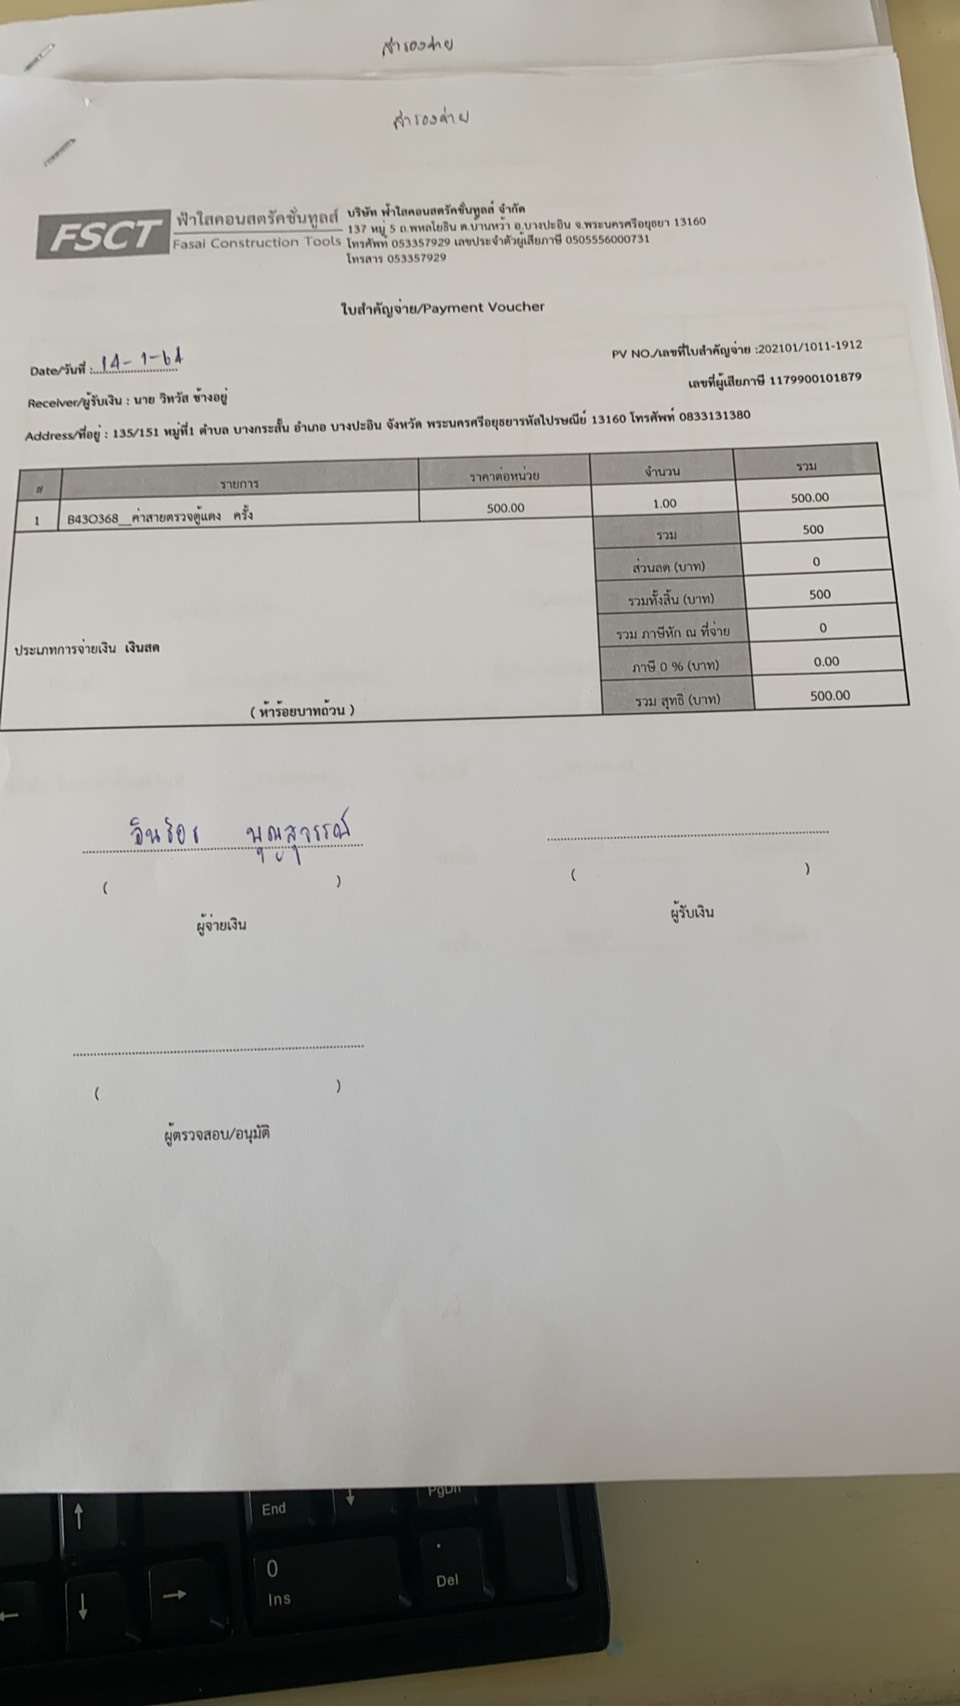 สำรองจ่าย
สำรองจ่าย
FSCT ฟ้าใสคอนสตรัคชั่นทูลส์
Fasai Construction Tools
บริษัท ฟ้าใสคอนสตรัคชั่นทูลส์ จำกัด
137 หมู่ 5 ถ.พหลโยธิน ต.บ้านหว้า อ.บางปะอิน จ.พระนครศรีอยุธยา 13160
โทรศัพท์ 053357929 เลขประจำตัวผู้เสียภาษี 0505556000731
โทรสาร 053357929
ใบสำคัญจ่าย/Payment Voucher
Date/วันที่ : 14-1-64
PV NO./เลขที่ใบสำคัญจ่าย :202101/1011-1912
Receiver/ผู้รับเงิน : นาย วิทวัส ช้างอยู่
เลขที่ผู้เสียภาษี 1179900101879
Address/ที่อยู่ : 135/151 หมู่ที่1 ตำบล บางกระสั้น อำเภอ บางปะอิน จังหวัด พระนครศรีอยุธยารหัสไปรษณีย์ 13160 โทรศัพท์ 0833131380
# รายการ ราคาต่อหน่วย จำนวน รวม
1 B430368__ค่าสายตรวจตู้แดง ครั้ง 500.00 1.00 500.00
รวม 500
ส่วนลด (บาท) 0
รวมทั้งสิ้น (บาท) 500
ประเภทการจ่ายเงิน เงินสด
รวม ภาษีหัก ณ ที่จ่าย 0
ภาษี 0 % (บาท) 0.00
( ห้าร้อยบาทถ้วน )
รวม สุทธิ (บาท) 500.00
บุญสุวรรณ์
( )
( )
ผู้จ่ายเงิน
ผู้รับเงิน
( )
ผู้ตรวจสอบ/อนุมัติ
End
PgDn
0
Ins
.
Del